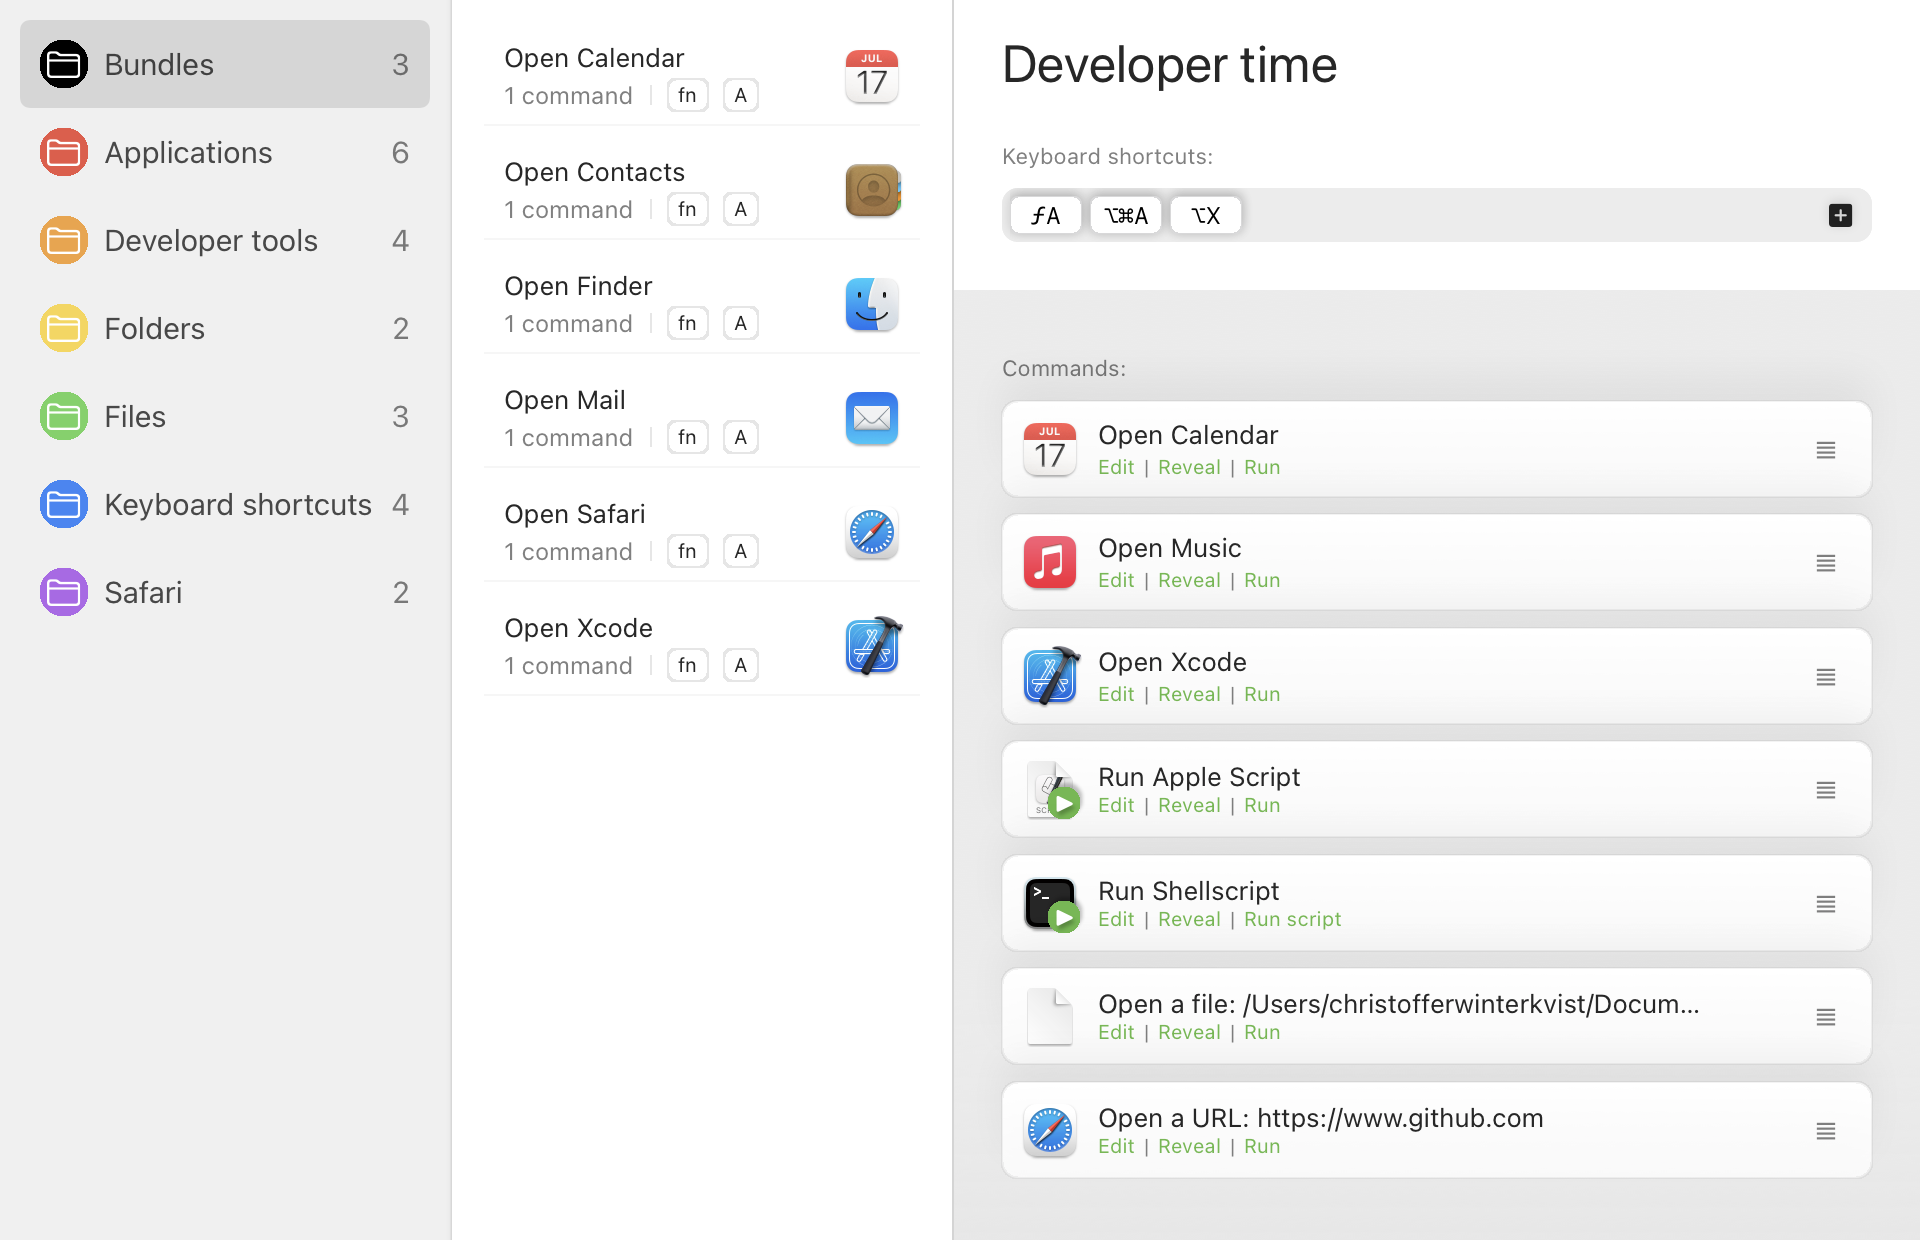 Bundles 3
Applications 6
Developer tools 4
Folders 2
Files 3
Keyboard shortcuts 4
Safari 2
Open Calendar
1 command fn A
JUL
17
Open Contacts
1 command fn A
Open Finder
1 command fn A
Open Mail
1 command fn A
Open Safari
1 command fn A
Open Xcode
1 command fn A
Developer time
Keyboard shortcuts:
ƒA ⌥⌘A ⌥X
Commands:
JUL
17
Open Calendar
Edit | Reveal | Run
Open Music
Edit | Reveal | Run
Open Xcode
Edit | Reveal | Run
Run Apple Script
Edit | Reveal | Run
Run Shellscript
Edit | Reveal | Run script
>_
Open a file: /Users/christofferwinterkvist/Docum...
Edit | Reveal | Run
Open a URL: https://www.github.com
Edit | Reveal | Run